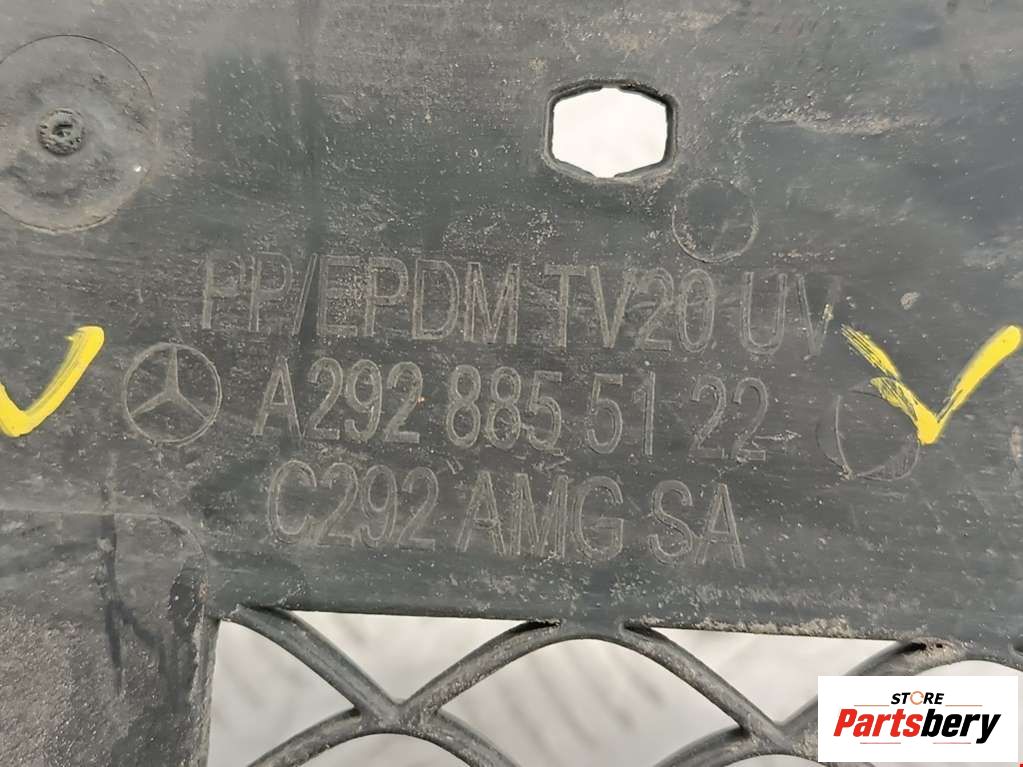 PP/EPDM TV20 UV
A292 885 51 22
C292 AMG SA
STORE
Partsbery